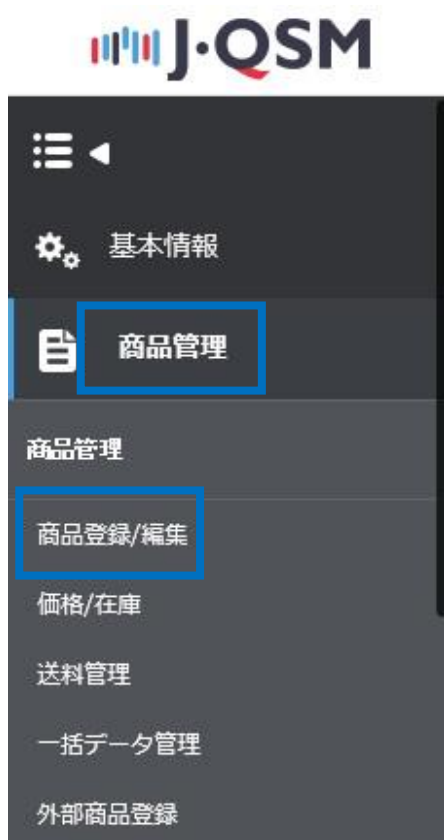 J·QSM
基本情報
商品管理
商品管理
商品登録/編集
価格/在庫
送料管理
一括データ管理
外部商品登録